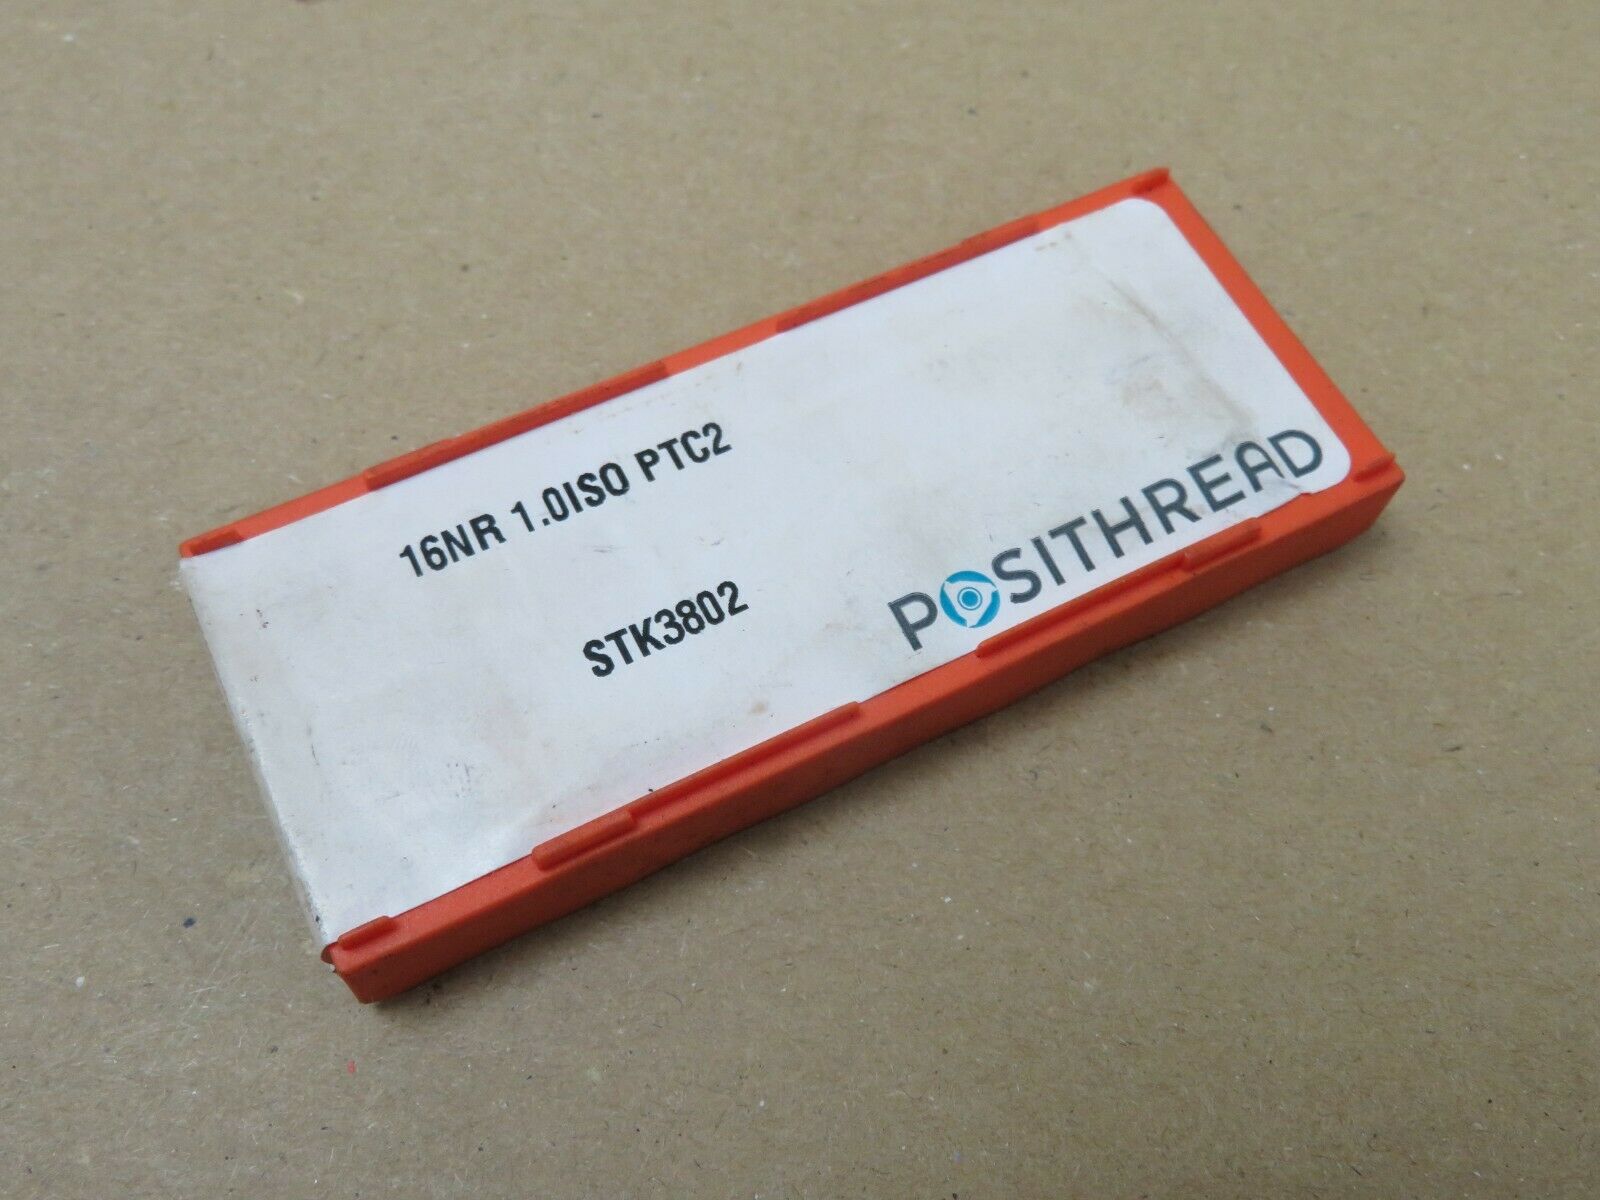 16NR 1.0ISO PTC2
STK3802
POSITHREAD